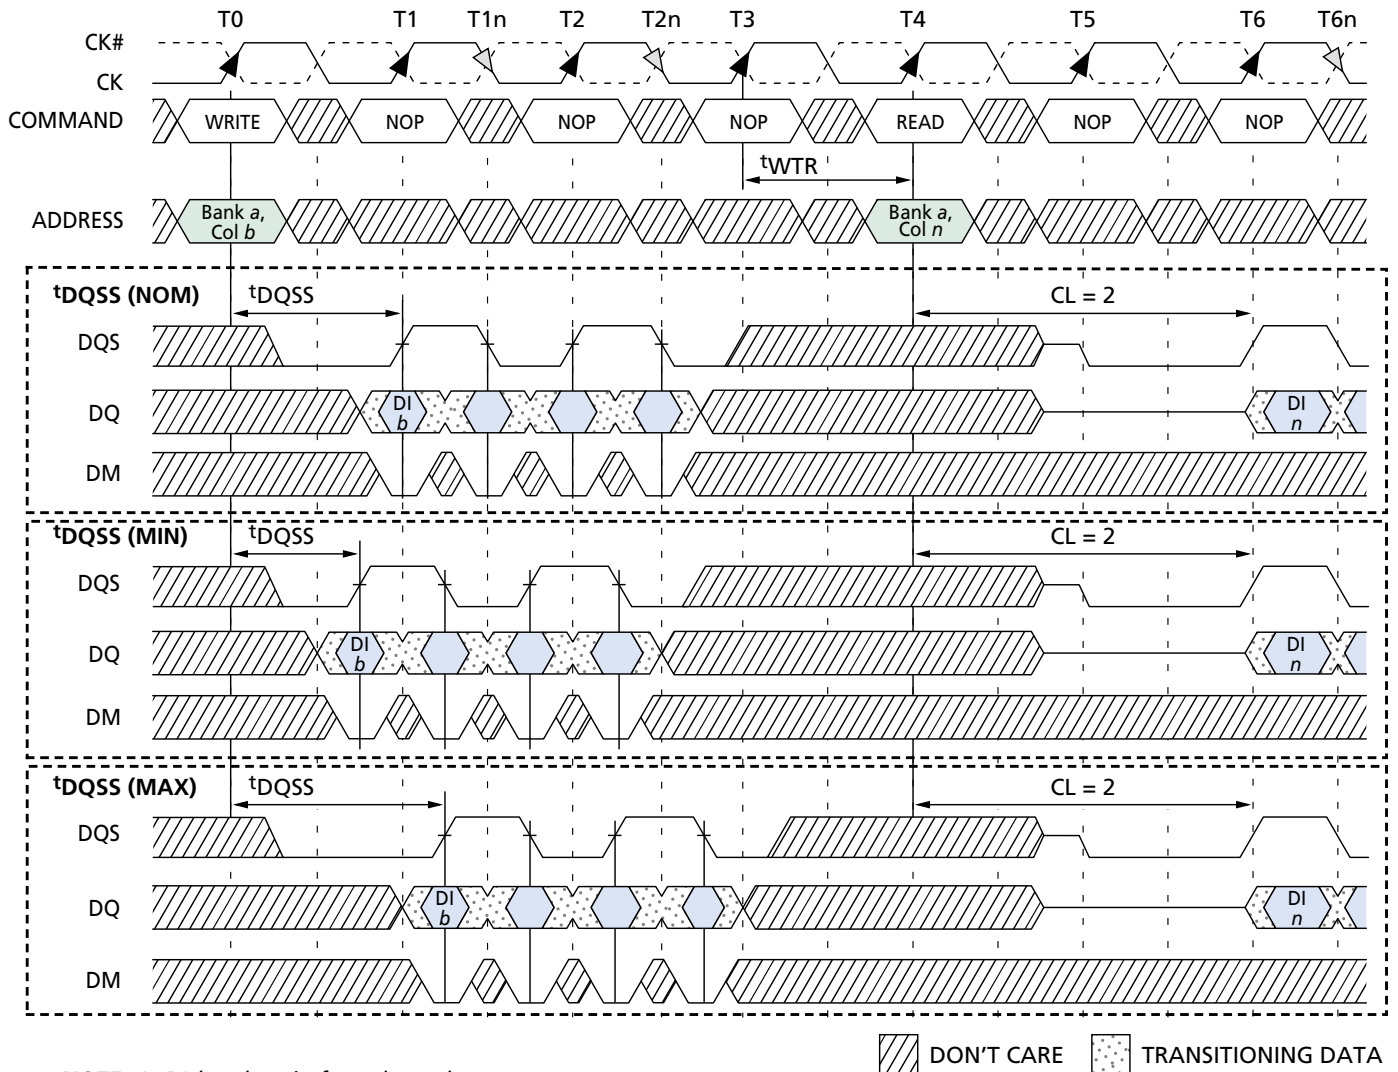 T0 T1 T1n T2 T2n T3 T4 T5 T6 T6n
CK#
CK
COMMAND WRITE NOP NOP NOP READ NOP NOP
tWTR
ADDRESS Bank a, Col b Bank a, Col n
tDQSS (NOM) tDQSS CL = 2
DQS
DQ DI b DI n
DM
tDQSS (MIN) tDQSS CL = 2
DQS
DQ DI b DI n
DM
tDQSS (MAX) tDQSS CL = 2
DQS
DQ DI b DI n
DM
DON'T CARE TRANSITIONING DATA